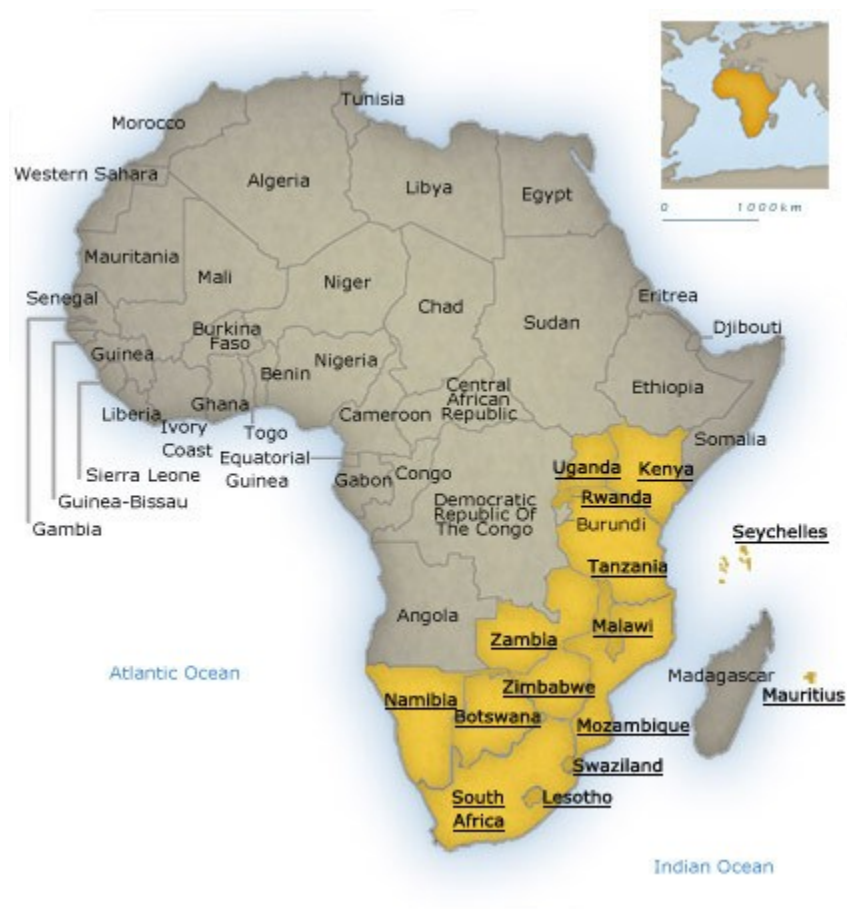 Tunisia
Morocco
Western Sahara
Algeria
Libya
Egypt
0 1000km
Mauritania
Mali
Niger
Chad
Sudan
Eritrea
Senegal
Burkina
Faso
Djibouti
Guinea
Benin
Nigeria
Ethiopia
Central
African
Republic
Liberia
Ghana
Cameroon
Ivory
Coast
Togo
Somalia
Equatorial
Guinea
Sierra Leone
Gabon
Congo
Uganda
Kenya
Guinea-Bissau
Democratic
Republic Of
The Congo
Rwanda
Burundi
Gambia
Seychelles
Tanzania
Angola
Malawi
Zambia
Atlantic Ocean
Madagascar
Zimbabwe
Mauritius
Namibia
Botswana
Mozambique
Swaziland
South
Africa
Lesotho
Indian Ocean